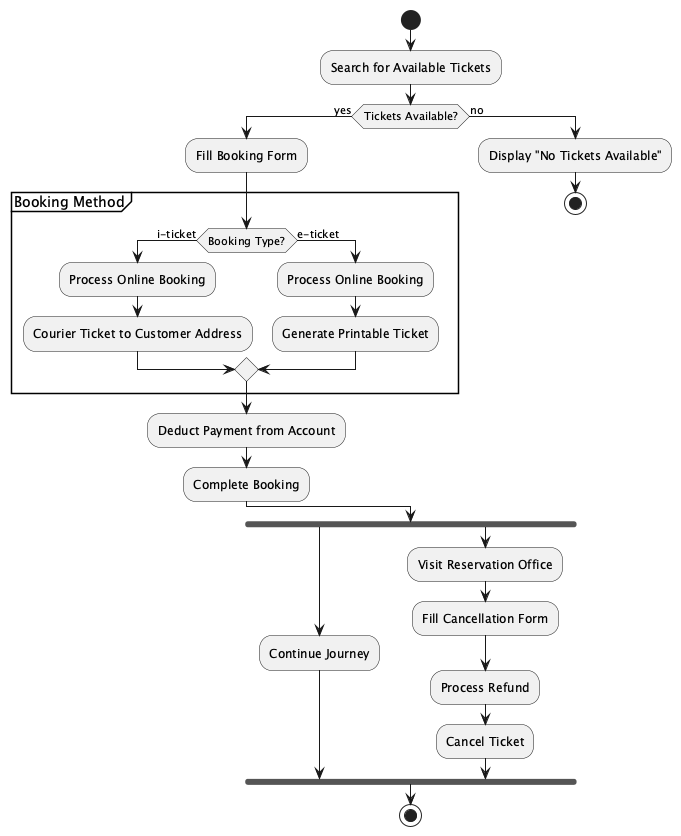 Search for Available Tickets
Tickets Available?
yes
no
Fill Booking Form
Display "No Tickets Available"
Booking Method
Booking Type?
i-ticket
e-ticket
Process Online Booking
Process Online Booking
Courier Ticket to Customer Address
Generate Printable Ticket
Deduct Payment from Account
Complete Booking
Visit Reservation Office
Fill Cancellation Form
Continue Journey
Process Refund
Cancel Ticket